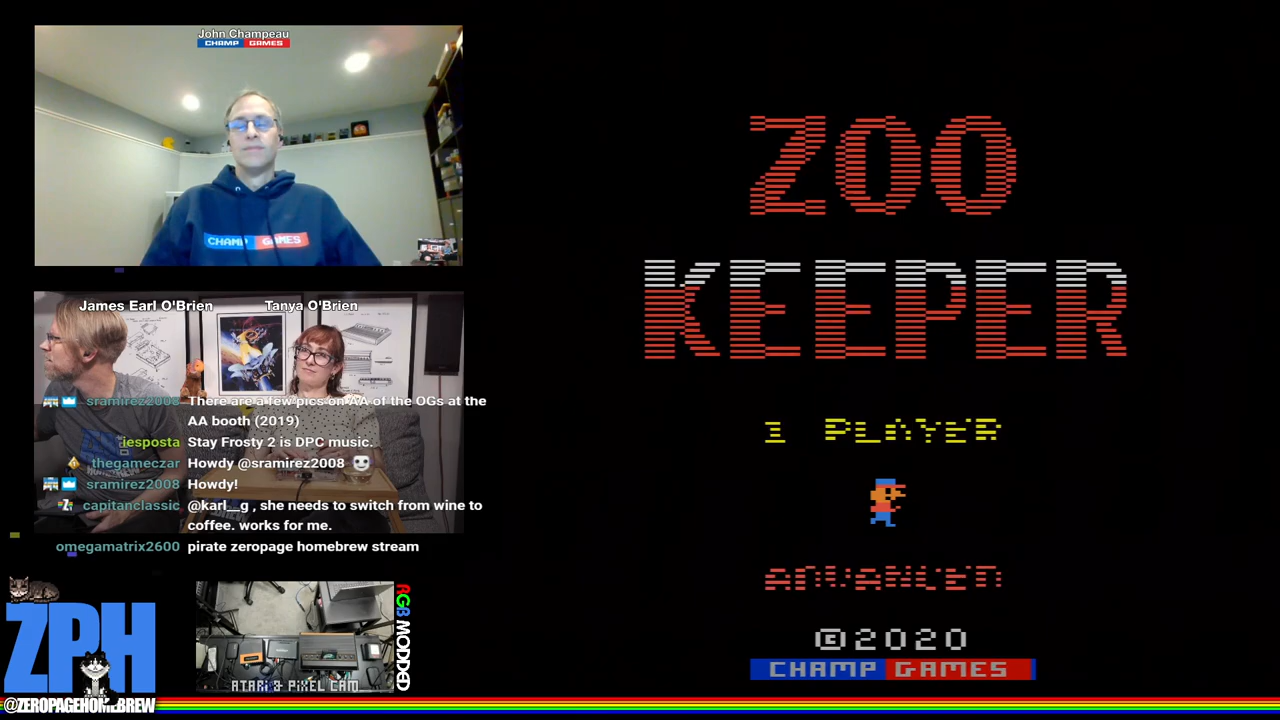 John Champeau
CHAMP GAMES
CHAMP GAMES
James Earl O'Brien
Tanya O'Brien
sramirez2008 There are a few pics on AA of the OGs at the
AA booth (2019)
iesposta Stay Frosty 2 is DPC music.
thegameczar Howdy @sramirez2008
sramirez2008 Howdy!
capitanclassic @karl__g , she needs to switch from wine to
coffee. works for me.
omegamatrix2600 pirate zeropage homebrew stream
ZPH
@ZEROPAGEHOMEBREW
ATARI & PIXEL CAM
RGB MODDED
ZOO
KEEPER
1 PLAYER
ADVANCED
©2020
CHAMP GAMES